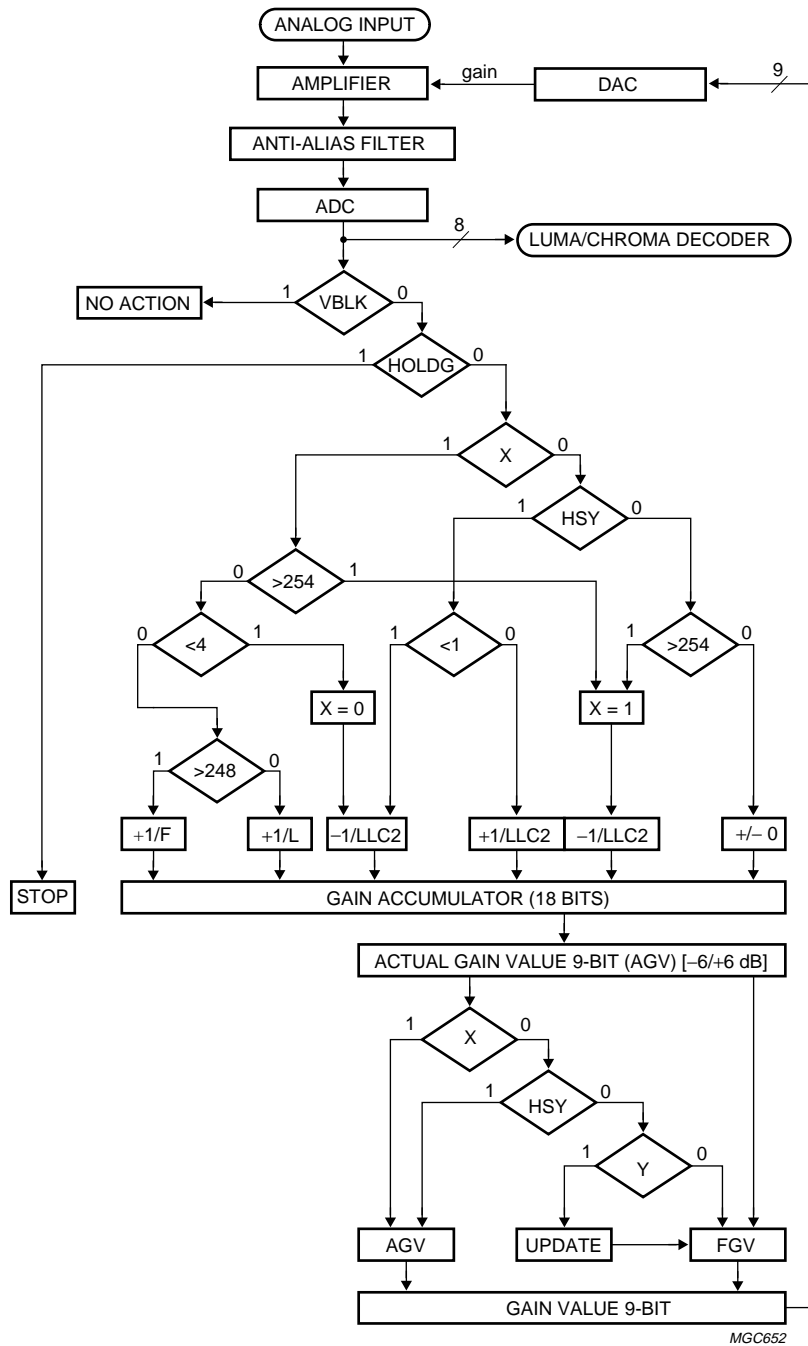 ANALOG INPUT
AMPLIFIER
gain
DAC
9
ANTI-ALIAS FILTER
ADC
8
LUMA/CHROMA DECODER
NO ACTION
1
VBLK
0
1
HOLDG
0
1
X
0
1
HSY
0
0
>254
1
0
<4
1
1
<1
0
1
>254
0
X = 0
X = 1
1
>248
0
+1/F
+1/L
−1/LLC2
+1/LLC2
−1/LLC2
+/− 0
STOP
GAIN ACCUMULATOR (18 BITS)
ACTUAL GAIN VALUE 9-BIT (AGV) [−6/+6 dB]
1
X
0
1
HSY
0
1
Y
0
AGV
UPDATE
FGV
GAIN VALUE 9-BIT
MGC652